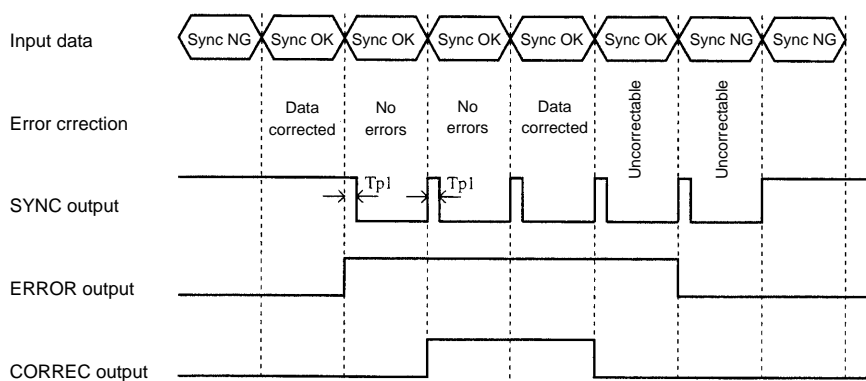 Input data
Sync NG Sync OK Sync OK Sync OK Sync OK Sync OK Sync NG Sync NG
Error crrection
Data corrected
No errors
No errors
Data corrected
Uncorrectable
Uncorrectable
SYNC output
Tp1 Tp1
ERROR output
CORREC output